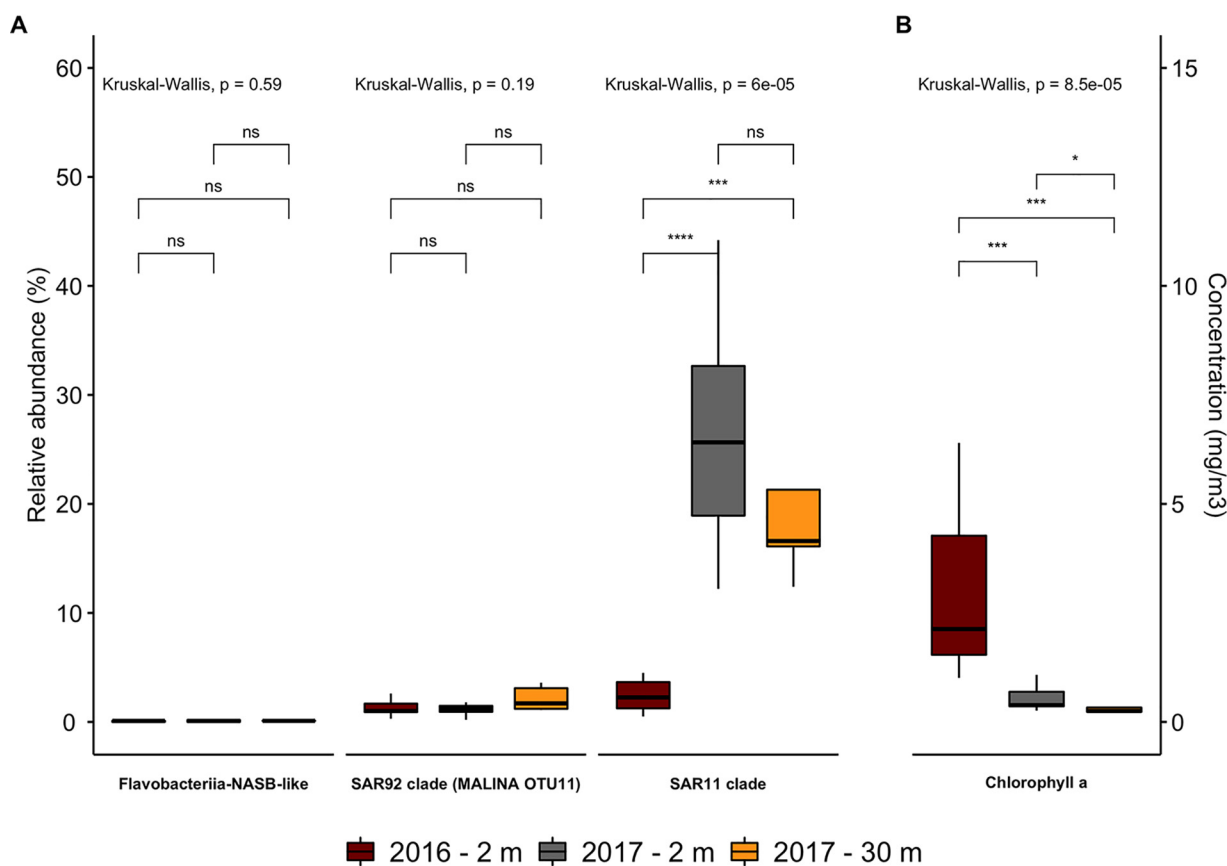 A
B
Kruskal-Wallis, p = 0.59
Kruskal-Wallis, p = 0.19
Kruskal-Wallis, p = 6e-05
Kruskal-Wallis, p = 8.5e-05
60
50
40
30
20
10
0
Relative abundance (%)
ns
ns
ns
ns
ns
ns
ns
***
****
*
***
***
15
10
5
0
Concentration (mg/m3)
Flavobacteriia-NASB-like
SAR92 clade (MALINA OTU11)
SAR11 clade
Chlorophyll a
2016 - 2 m
2017 - 2 m
2017 - 30 m